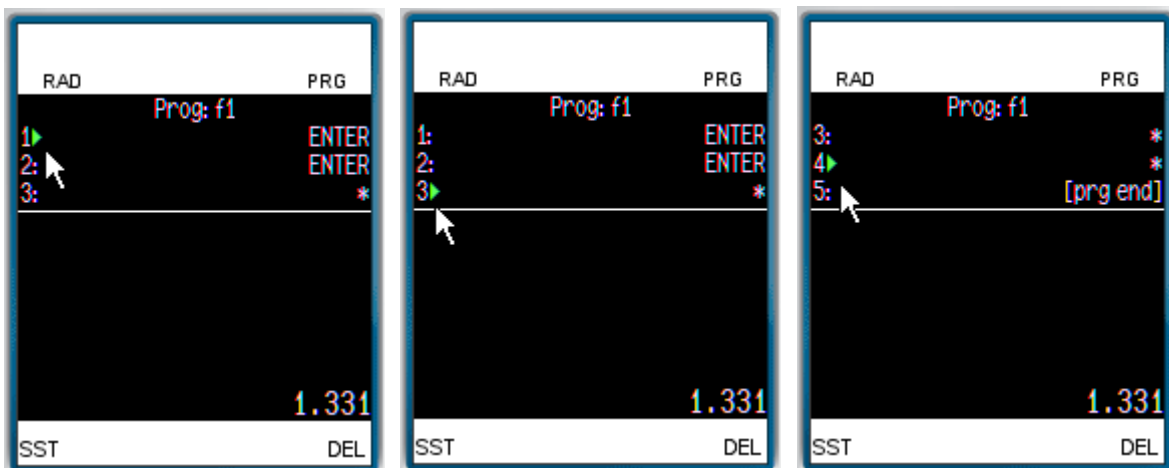 RAD PRG
Prog: f1
1 ENTER
2: ENTER
3: *
1.331
SST DEL
RAD PRG
Prog: f1
1: ENTER
2: ENTER
3 *
1.331
SST DEL
RAD PRG
Prog: f1
3: *
4 *
5: [prg end]
1.331
SST DEL